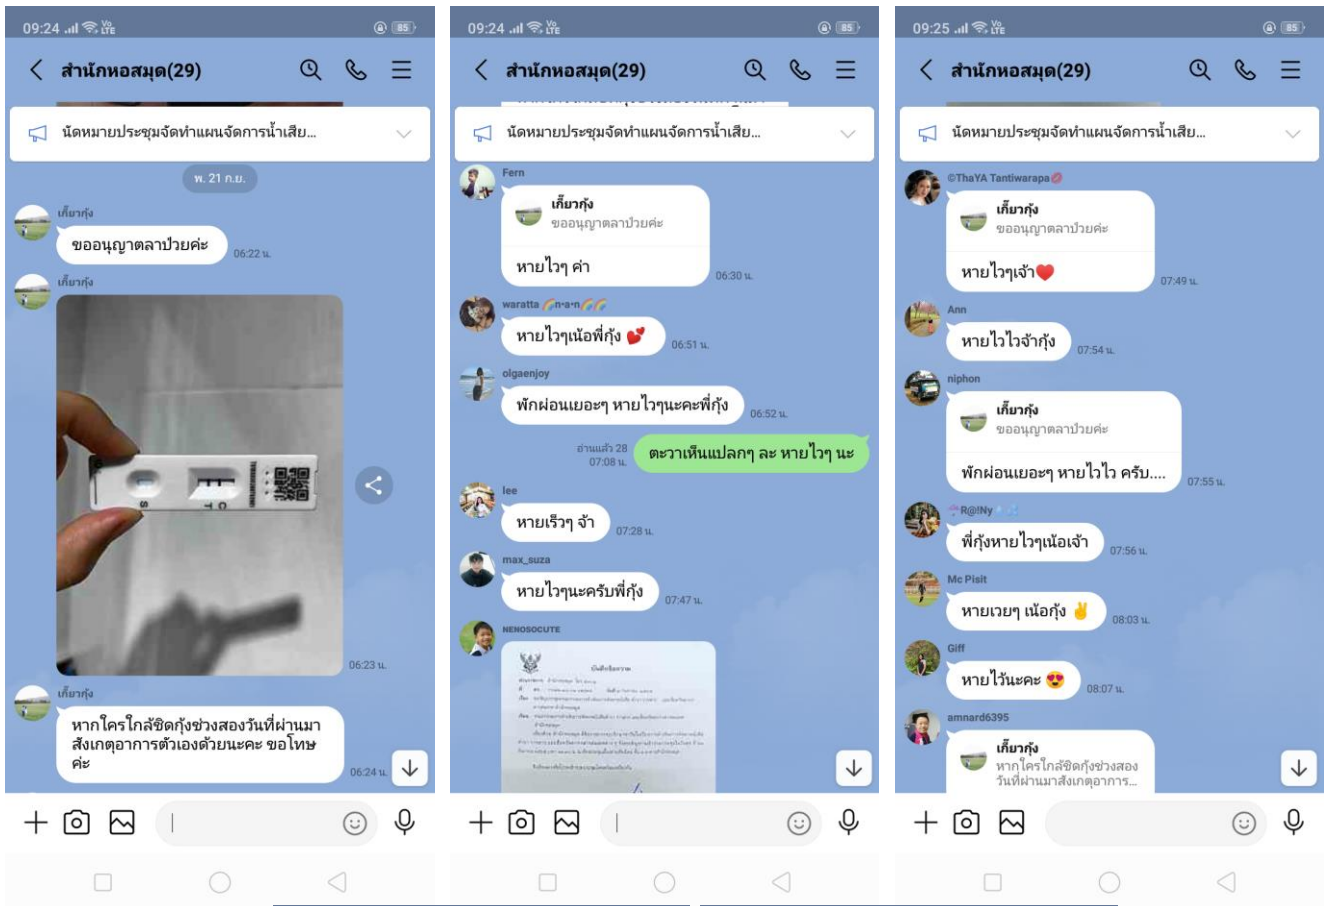 09:24
Vo LTE
85
สำนักหอสมุด(29)
นัดหมายประชุมจัดทำแผนจัดการน้ำเสีย...
พ. 21 ก.ย.
เกี๊ยวกุ้ง
ขออนุญาตลาป่วยค่ะ
06:22 น.
เกี๊ยวกุ้ง
C
T
S
06:23 น.
เกี๊ยวกุ้ง
หากใครใกล้ชิดกุ้งช่วงสองวันที่ผ่านมา
สังเกตุอาการตัวเองด้วยนะคะ ขอโทษ
ค่ะ
06:24 น.
09:24
Vo LTE
85
สำนักหอสมุด(29)
นัดหมายประชุมจัดทำแผนจัดการน้ำเสีย...
Fern
เกี๊ยวกุ้ง
ขออนุญาตลาป่วยค่ะ
หายไวๆ ค่า
06:30 น.
waratta 🌈n•a•n🌈🌈
หายไวๆเน้อพี่กุ้ง 💕
06:51 น.
olgaenjoy
พักผ่อนเยอะๆ หายไวๆนะคะพี่กุ้ง
06:52 น.
อ่านแล้ว 28
07:08 น.
ตะวาเห็นแปลกๆ ละ หายไวๆ นะ
lee
หายเร็วๆ จ้า
07:28 น.
max_suza
หายไวๆนะครับพี่กุ้ง
07:47 น.
NENOSOCUTE
บันทึกข้อความ
09:25
Vo LTE
85
สำนักหอสมุด(29)
นัดหมายประชุมจัดทำแผนจัดการน้ำเสีย...
©ThaYA Tantiwarapa💋
เกี๊ยวกุ้ง
ขออนุญาตลาป่วยค่ะ
หายไวๆเจ้า❤️
07:49 น.
Ann
หายไวไวจ้ากุ้ง
07:54 น.
niphon
เกี๊ยวกุ้ง
ขออนุญาตลาป่วยค่ะ
พักผ่อนเยอะๆ หายไวไว ครับ....
07:55 น.
R@!Ny
พี่กุ้งหายไวๆเน้อเจ้า
07:56 น.
Mc Pisit
หายเวยๆ เน้อกุ้ง ✌️
08:03 น.
Giff
หายไว้นะคะ 😍
08:07 น.
amnard6395
เกี๊ยวกุ้ง
หากใครใกล้ชิดกุ้งช่วงสอง
วันที่ผ่านมาสังเกตุอาการ...